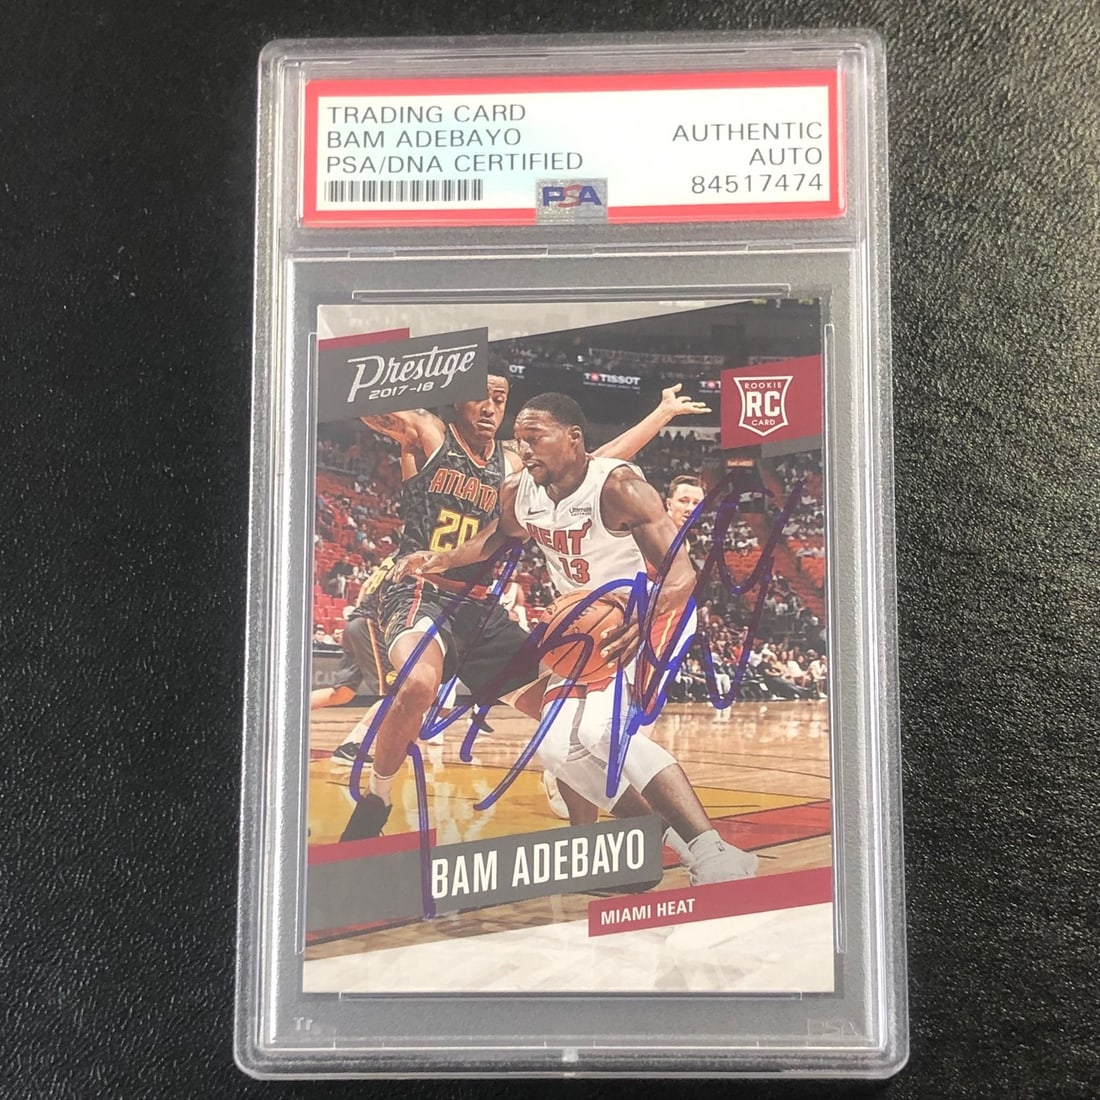 TRADING CARD
BAM ADEBAYO
PSA/DNA CERTIFIED
AUTHENTIC
AUTO
84517474
PSA
Prestige
2017-18
ROOKIE
RC
CARD
TISSOT
ATLANTA
20
HEAT
13
BAM ADEBAYO
MIAMI HEAT
PSA